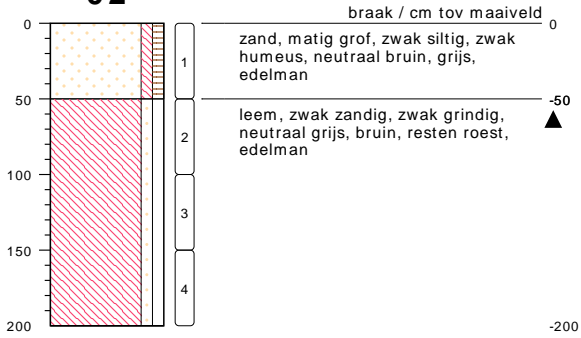 braak / cm tov maaiveld
0
0
zand, matig grof, zwak siltig, zwak
humeus, neutraal bruin, grijs,
edelman
1
50
-50
leem, zwak zandig, zwak grindig,
neutraal grijs, bruin, resten roest,
edelman
2
100
3
150
4
200
-200